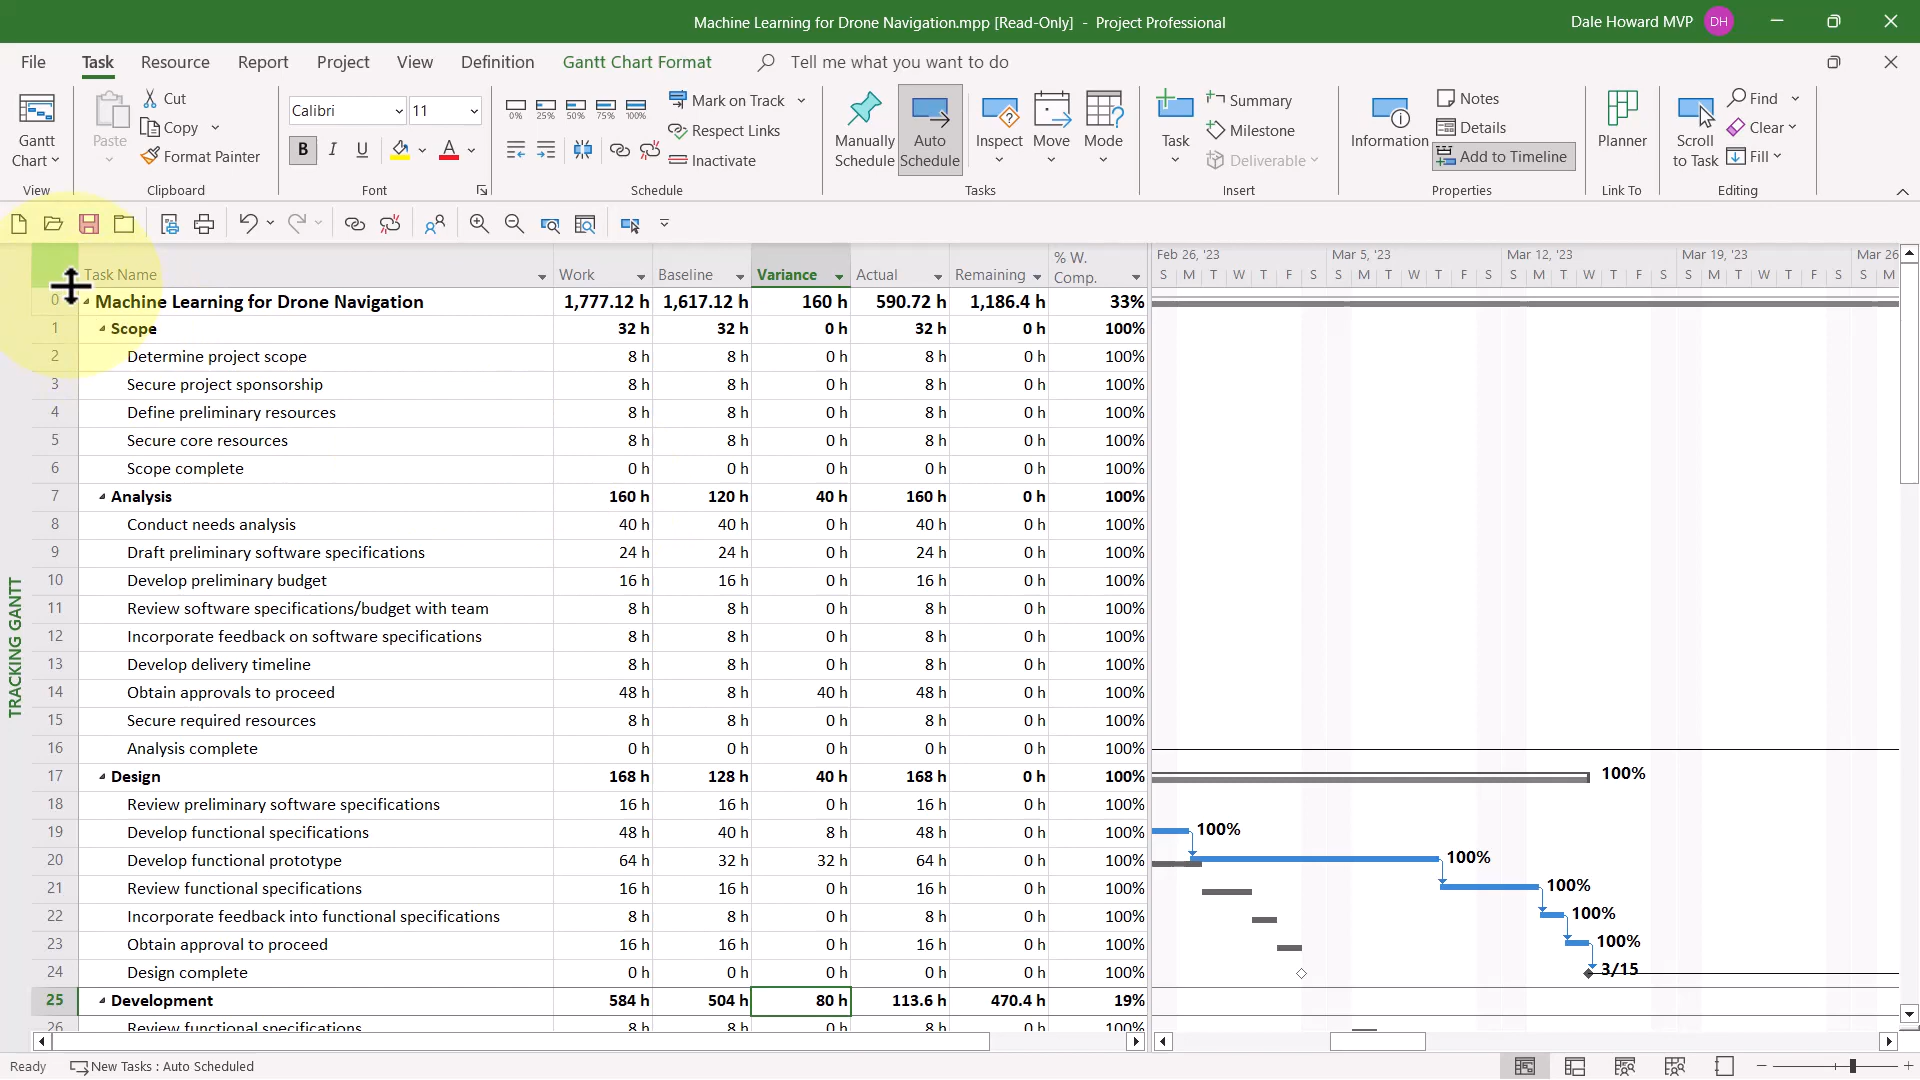 Machine Learning for Drone Navigation.mpp [Read-Only] - Project Professional
Dale Howard MVP DH
File Task Resource Report Project View Definition Gantt Chart Format Tell me what you want to do
Gantt Chart
View
Paste
Cut
Copy
Format Painter
Clipboard
Calibri 11
B I U A
Font
0% 25% 50% 75% 100%
Mark on Track
Respect Links
Inactivate
Schedule
Manually Schedule
Auto Schedule
Inspect
Move
Mode
Tasks
Task
Summary
Milestone
Deliverable
Insert
Information
Notes
Details
Add to Timeline
Properties
Planner
Link To
Scroll to Task
Find
Clear
Fill
Editing
TRACKING GANTT
Task Name Work Baseline Variance Actual Remaining % W. Comp.
Feb 26, '23 Mar 5, '23 Mar 12, '23 Mar 19, '23 Mar 26
S M T W T F S S M T W T F S S M T W T F S S M T W T F S S M
0 Machine Learning for Drone Navigation 1,777.12 h 1,617.12 h 160 h 590.72 h 1,186.4 h 33%
1 Scope 32 h 32 h 0 h 32 h 0 h 100%
2 Determine project scope 8 h 8 h 0 h 8 h 0 h 100%
3 Secure project sponsorship 8 h 8 h 0 h 8 h 0 h 100%
4 Define preliminary resources 8 h 8 h 0 h 8 h 0 h 100%
5 Secure core resources 8 h 8 h 0 h 8 h 0 h 100%
6 Scope complete 0 h 0 h 0 h 0 h 0 h 100%
7 Analysis 160 h 120 h 40 h 160 h 0 h 100%
8 Conduct needs analysis 40 h 40 h 0 h 40 h 0 h 100%
9 Draft preliminary software specifications 24 h 24 h 0 h 24 h 0 h 100%
10 Develop preliminary budget 16 h 16 h 0 h 16 h 0 h 100%
11 Review software specifications/budget with team 8 h 8 h 0 h 8 h 0 h 100%
12 Incorporate feedback on software specifications 8 h 8 h 0 h 8 h 0 h 100%
13 Develop delivery timeline 8 h 8 h 0 h 8 h 0 h 100%
14 Obtain approvals to proceed 48 h 8 h 40 h 48 h 0 h 100%
15 Secure required resources 8 h 8 h 0 h 8 h 0 h 100%
16 Analysis complete 0 h 0 h 0 h 0 h 0 h 100%
17 Design 168 h 128 h 40 h 168 h 0 h 100% 100%
18 Review preliminary software specifications 16 h 16 h 0 h 16 h 0 h 100%
19 Develop functional specifications 48 h 40 h 8 h 48 h 0 h 100% 100%
20 Develop functional prototype 64 h 32 h 32 h 64 h 0 h 100% 100%
21 Review functional specifications 16 h 16 h 0 h 16 h 0 h 100% 100%
22 Incorporate feedback into functional specifications 8 h 8 h 0 h 8 h 0 h 100% 100%
23 Obtain approval to proceed 16 h 16 h 0 h 16 h 0 h 100% 100%
24 Design complete 0 h 0 h 0 h 0 h 0 h 100% 3/15
25 Development 584 h 504 h 80 h 113.6 h 470.4 h 19%
26 Review functional specifications 8 h 8 h 0 h 8 h 0 h 100%
Ready New Tasks : Auto Scheduled